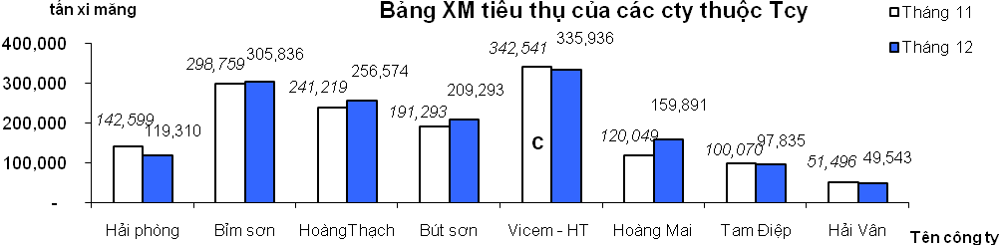 tấn xi măng
Bảng XM tiêu thụ của các cty thuộc Tcy
Tháng 11
Tháng 12
400,000
300,000
200,000
100,000
-
142,599
119,310
298,759
305,836
241,219
256,574
191,293
209,293
342,541
335,936
C
120,049
159,891
100,070
97,835
51,496
49,543
Hải phòng
Bỉm sơn
HoàngThạch
Bút sơn
Vicem - HT
Hoàng Mai
Tam Điệp
Hải Vân
Tên công ty